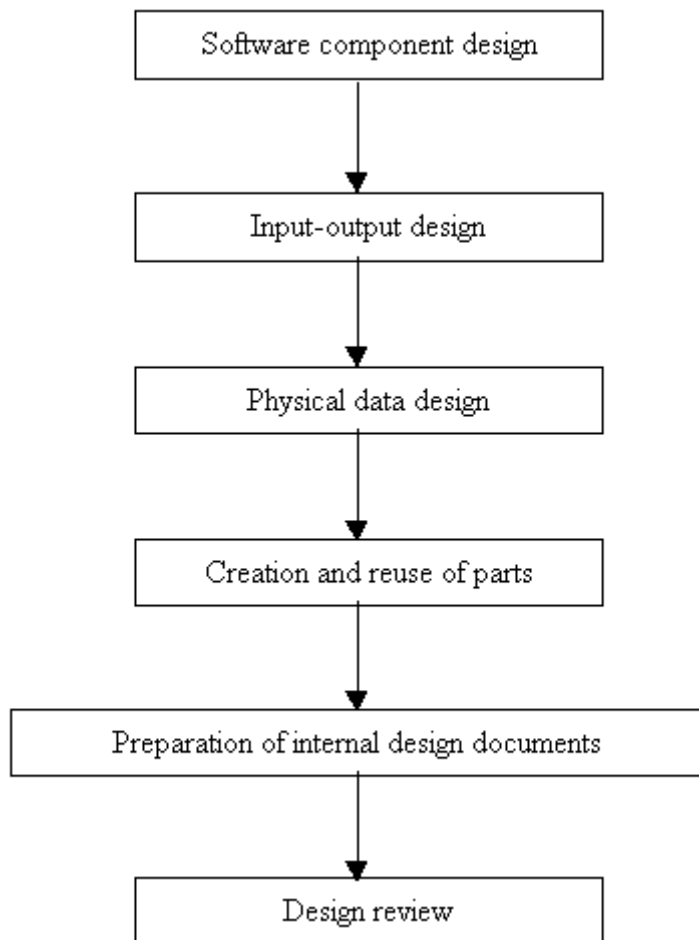 Software component design
Input-output design
Physical data design
Creation and reuse of parts
Preparation of internal design documents
Design review